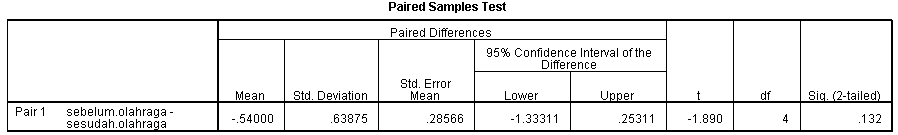 Paired Samples Test
Paired Differences
95% Confidence Interval of the
Difference
Mean Std. Deviation Std. Error
Mean Lower Upper t df Sig. (2-tailed)
Pair 1 sebelum.olahraga -
sesudah.olahraga -.54000 .63875 .28566 -1.33311 .25311 -1.890 4 .132